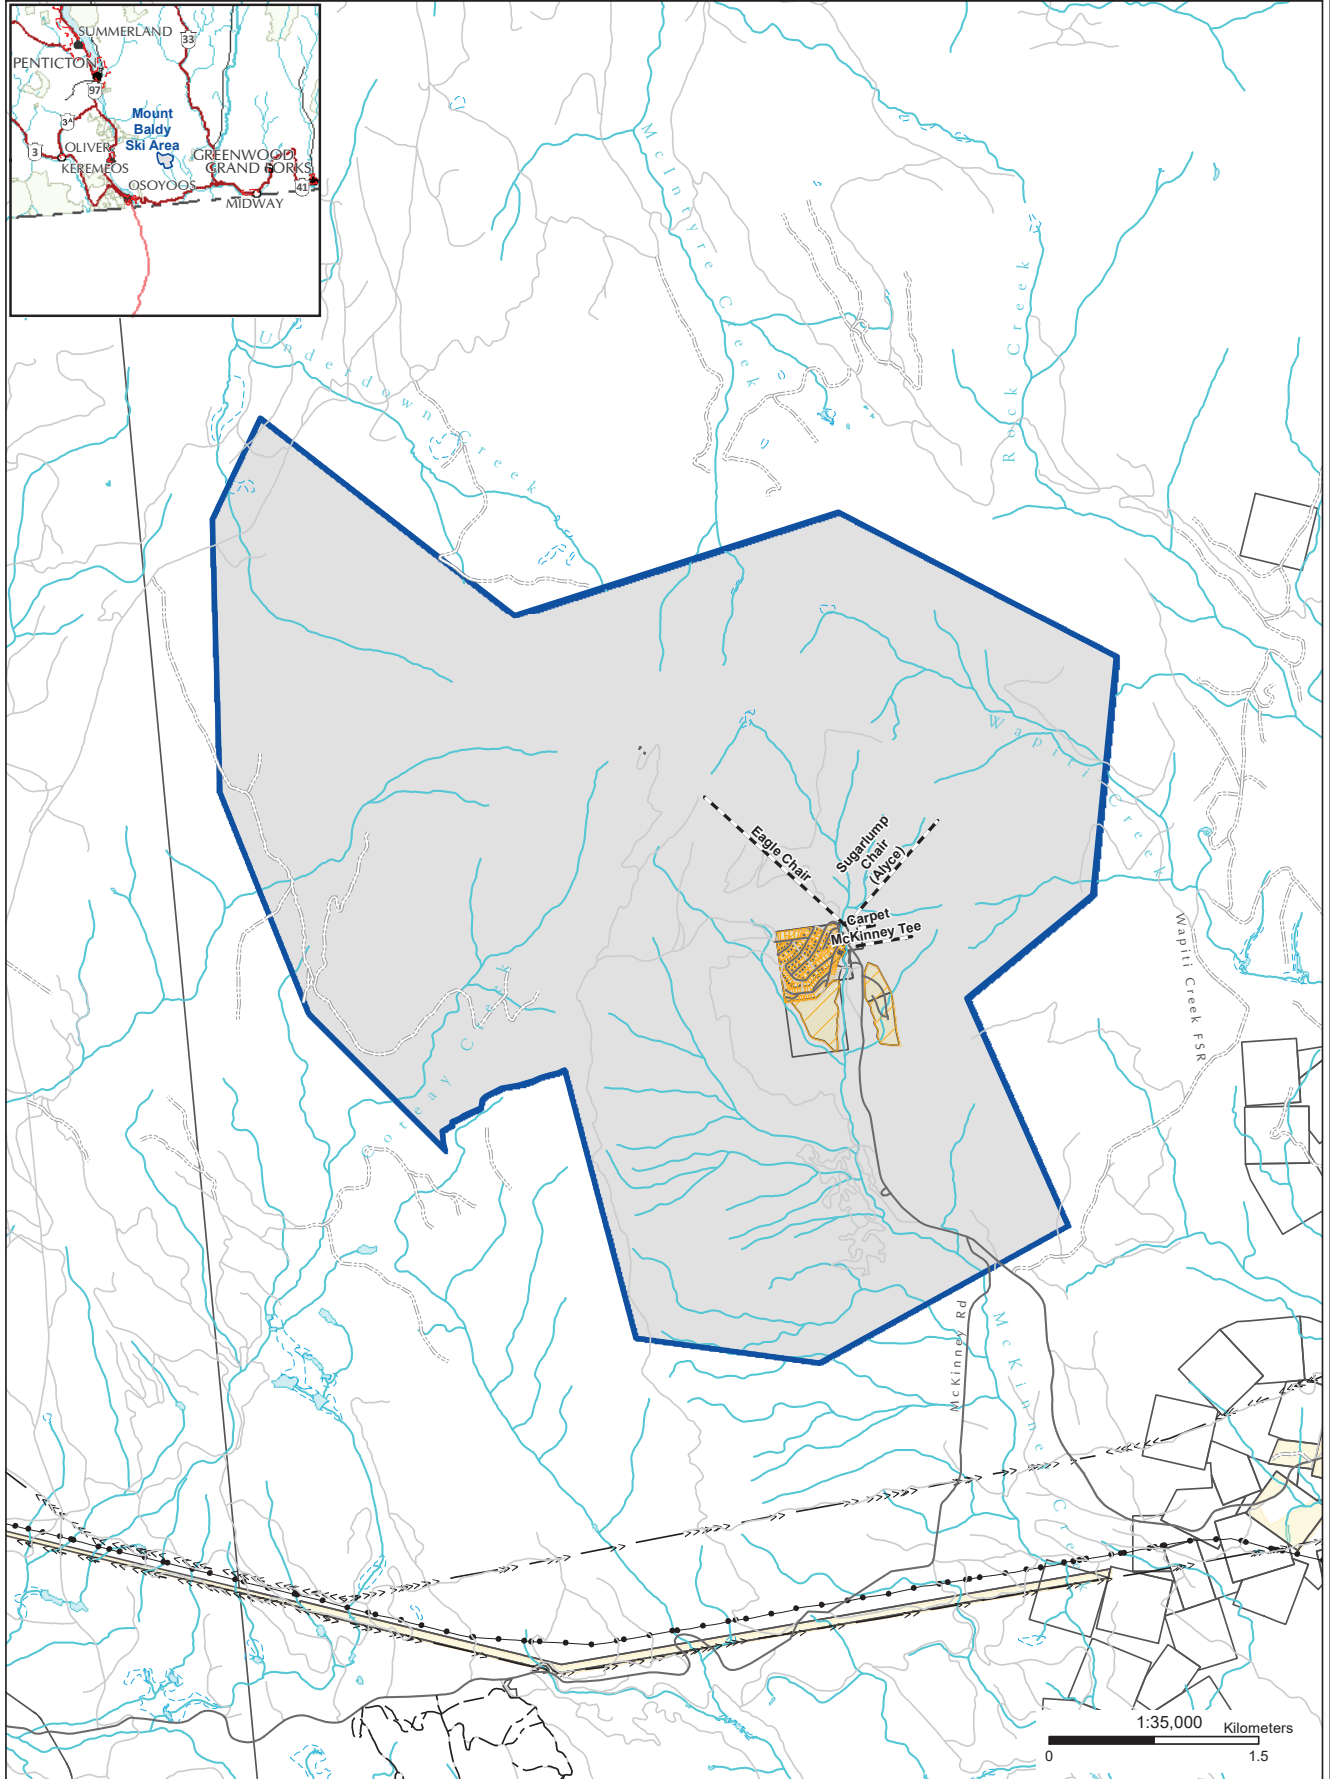 SUMMERLAND
33
PENTICTON
97
Mount
Baldy
Ski Area
3A
3
OLIVER
KEREMEOS
GREENWOOD
GRAND FORKS
OSOYOOS
41
MIDWAY
McIntyre Creek
Rock Creek
Underdown Creek
Wapiti Creek
Eagle Chair
Sugarlump
Chair
(Alyce)
Carpet
McKinney Tee
Wapiti Creek FSR
Creek
McKinney Rd
McKinney Creek
1:35,000
Kilometers
0
1.5